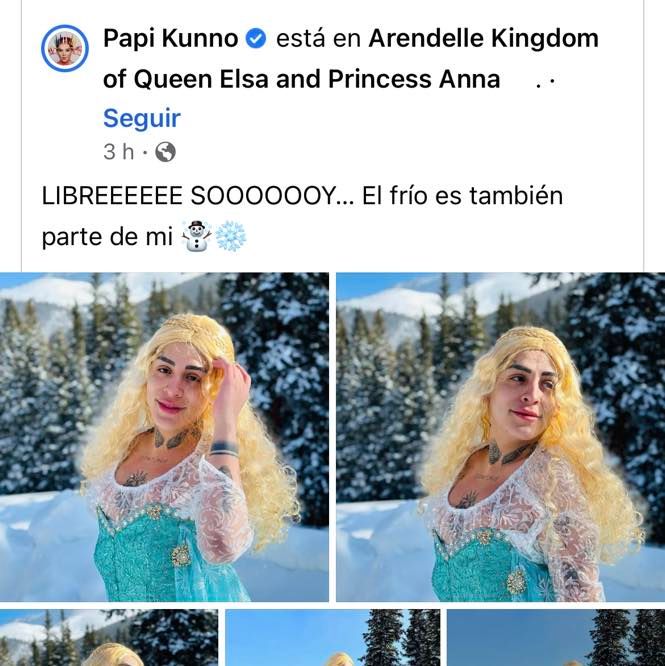 Papi Kunno está en Arendelle Kingdom
of Queen Elsa and Princess Anna . ·
Seguir
3 h ·
LIBREEEEEE SOOOOOOY... El frío es también
parte de mi ☃️❄️